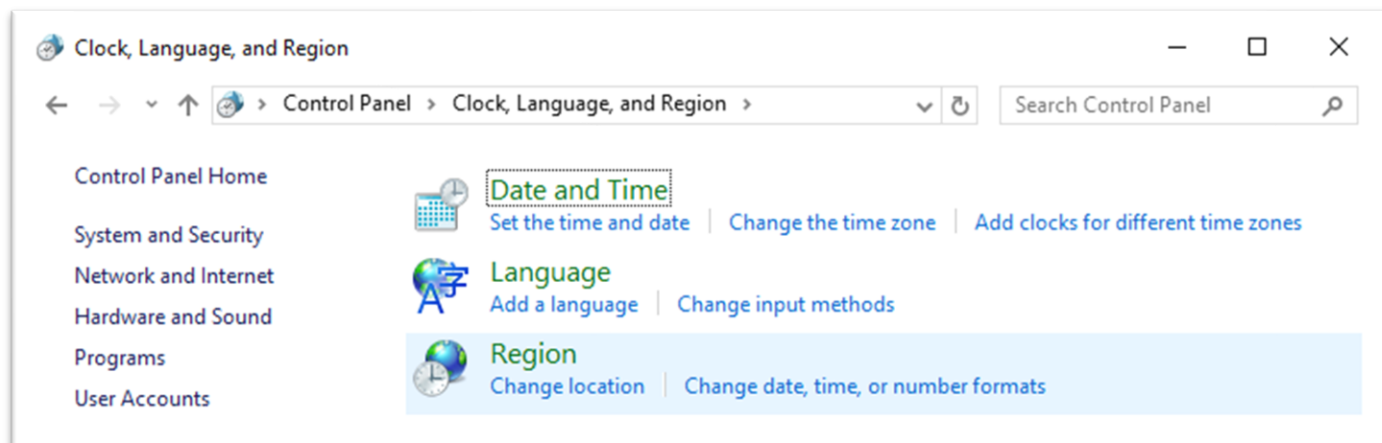 Clock, Language, and Region
Control Panel > Clock, Language, and Region > Search Control Panel
Control Panel Home
System and Security
Network and Internet
Hardware and Sound
Programs
User Accounts
Date and Time
Set the time and date | Change the time zone | Add clocks for different time zones
Language
Add a language | Change input methods
Region
Change location | Change date, time, or number formats